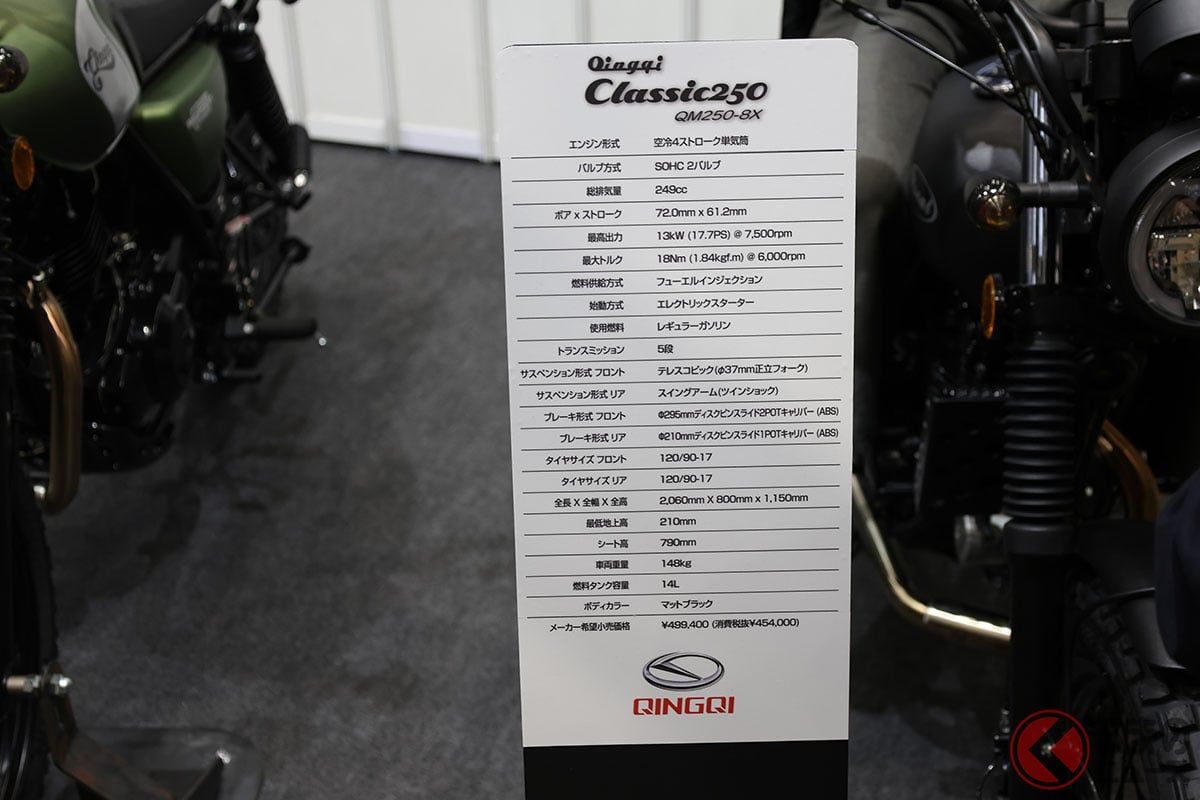 Qingqi
Classic250
QM250-8X
エンジン形式 空冷4ストローク単気筒
バルブ方式 SOHC 2バルブ
総排気量 249cc
ボア x ストローク 72.0mm x 61.2mm
最高出力 13kW (17.7PS) @ 7,500rpm
最大トルク 18Nm (1.84kgf.m) @ 6,000rpm
燃料供給方式 フューエルインジェクション
始動方式 エレクトリックスターター
使用燃料 レギュラーガソリン
トランスミッション 5段
サスペンション形式 フロント テレスコピック(φ37mm正立フォーク)
サスペンション形式 リア スイングアーム(ツインショック)
ブレーキ形式 フロント Φ295mmディスクピンスライド2POTキャリパー (ABS)
ブレーキ形式 リア Φ210mmディスクピンスライド1POTキャリパー (ABS)
タイヤサイズ フロント 120/90-17
タイヤサイズ リア 120/90-17
全長 X 全幅 X 全高 2,060mm X 800mm x 1,150mm
最低地上高 210mm
シート高 790mm
車両重量 148kg
燃料タンク容量 14L
ボディカラー マットブラック
メーカー希望小売価格 ¥499,400 (消費税抜¥454,000)
QINGQI